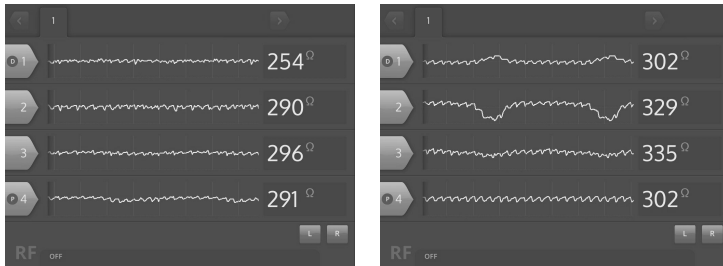 1
D 1 254 Ω
2 290 Ω
3 296 Ω
P 4 291 Ω
L R
RF OFF
1
D 1 302 Ω
2 329 Ω
3 335 Ω
P 4 302 Ω
L R
RF OFF